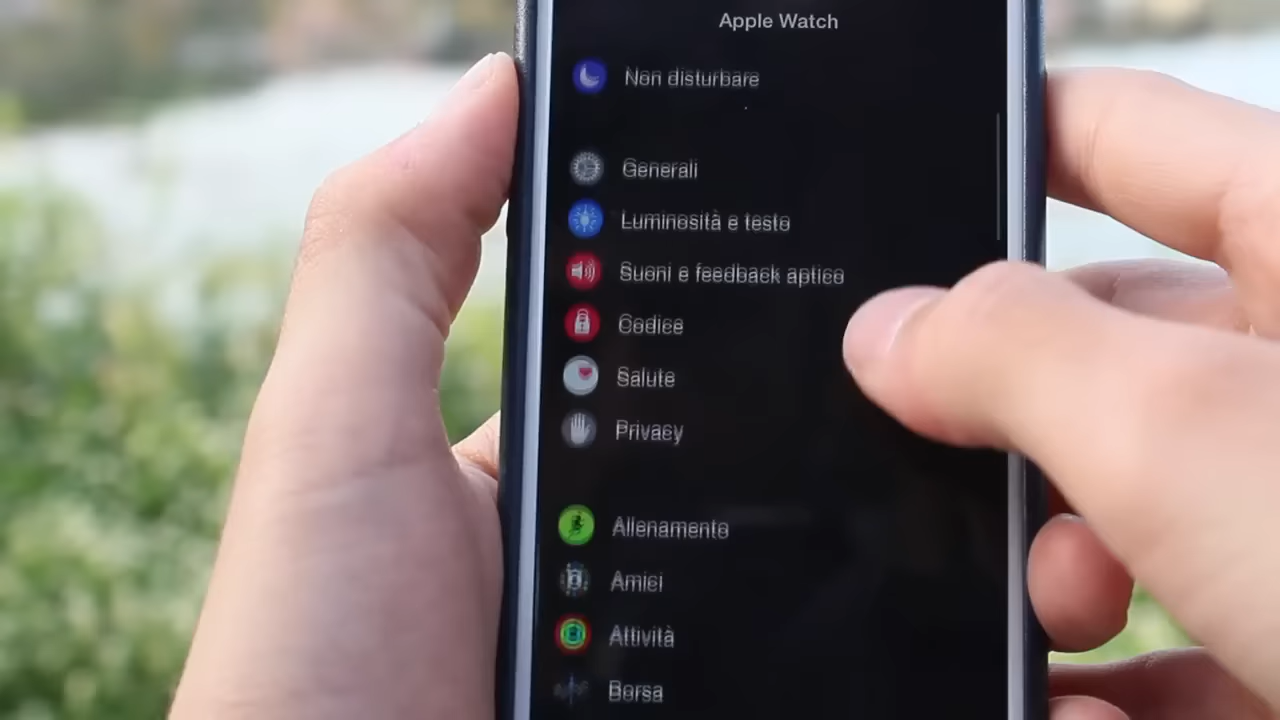 Apple Watch
Non disturbare
Generali
Luminosità e testo
Suoni e feedback aptico
Codice
Salute
Privacy
Allenamento
Amici
Attività
Borsa